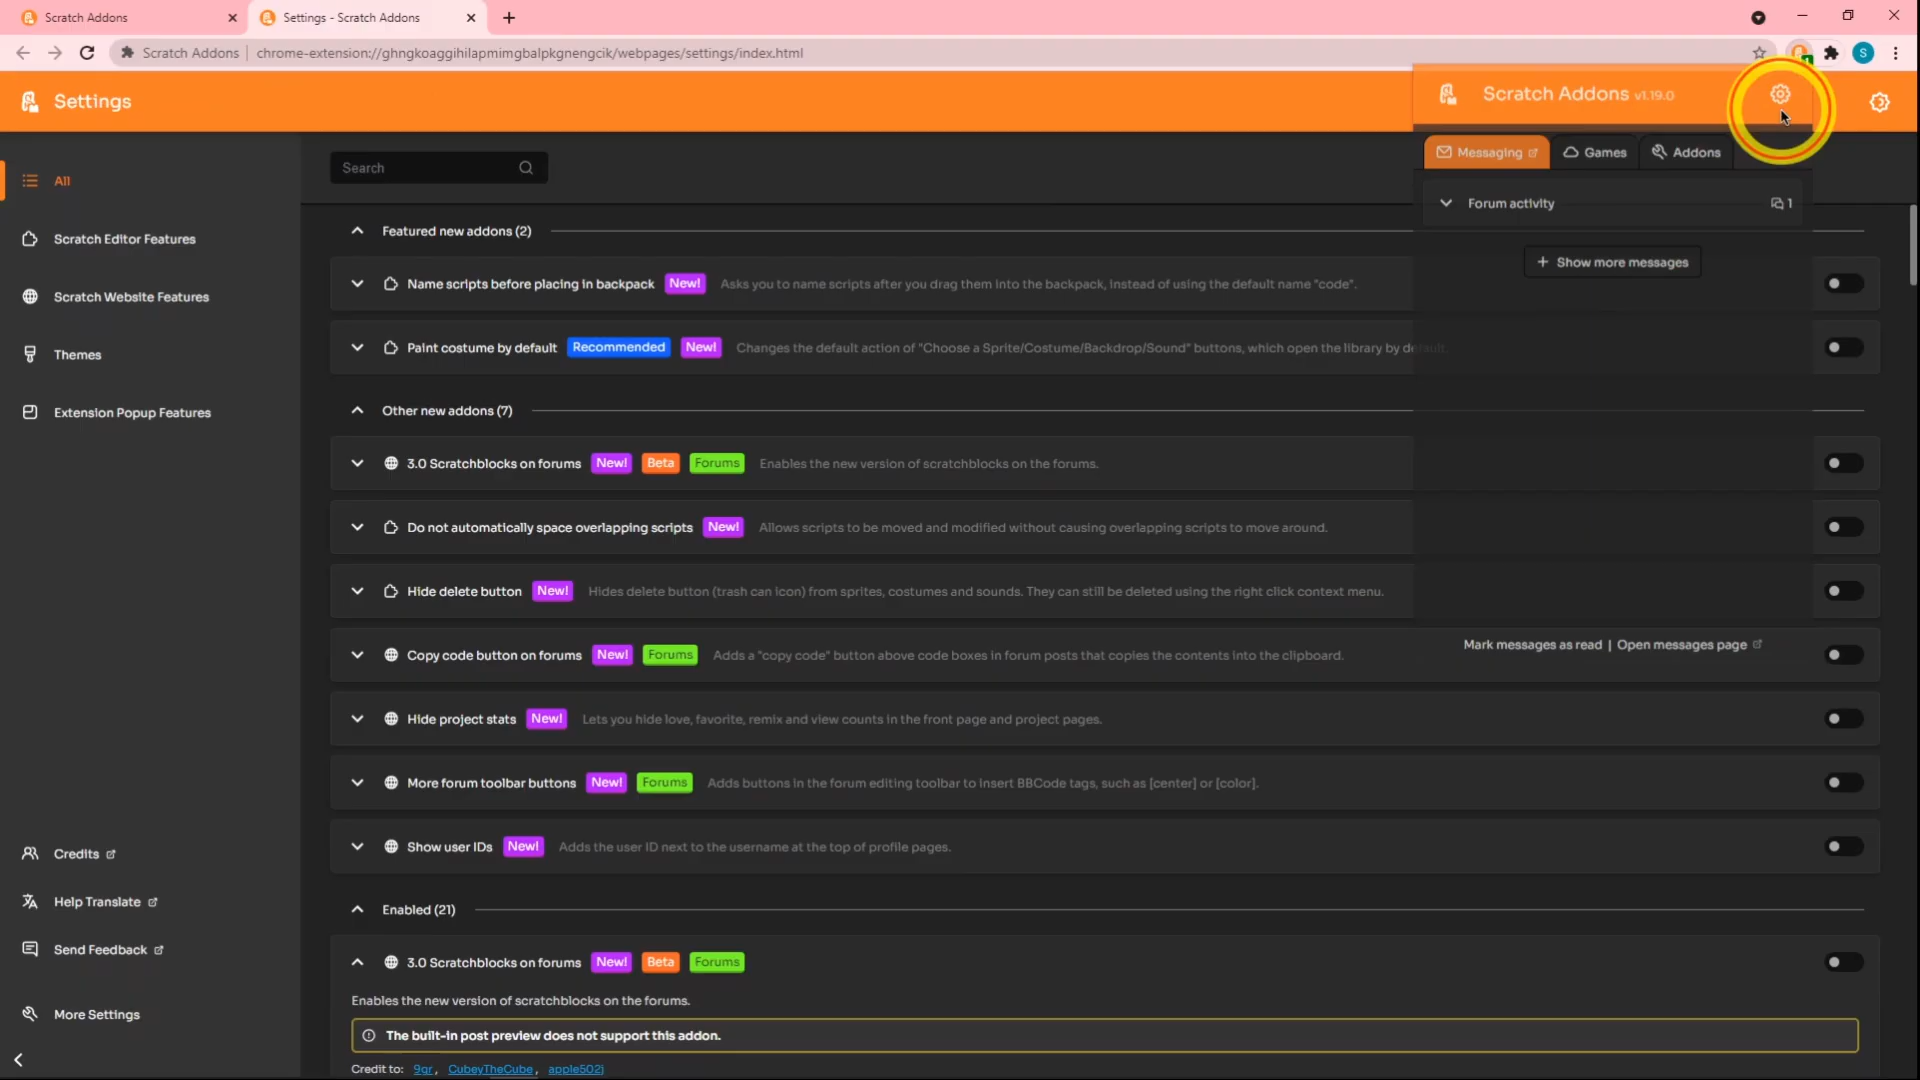 Scratch Addons
Settings - Scratch Addons
Scratch Addons | chrome-extension://ghngkoaggihilapmimgbalpkgnengcik/webpages/settings/index.html
S
Settings
Scratch Addons v1.19.0
Messaging
Games
Addons
Forum activity
1
+ Show more messages
Mark messages as read | Open messages page
All
Scratch Editor Features
Scratch Website Features
Themes
Extension Popup Features
Credits
Help Translate
Send Feedback
More Settings
Search
Featured new addons (2)
Name scripts before placing in backpack New! Asks you to name scripts after you drag them into the backpack, instead of using the default name "code".
Paint costume by default Recommended New! Changes the default action of "Choose a Sprite/Costume/Backdrop/Sound" buttons, which open the library by default.
Other new addons (7)
3.0 Scratchblocks on forums New! Beta Forums Enables the new version of scratchblocks on the forums.
Do not automatically space overlapping scripts New! Allows scripts to be moved and modified without causing overlapping scripts to move around.
Hide delete button New! Hides delete button (trash can icon) from sprites, costumes and sounds. They can still be deleted using the right click context menu.
Copy code button on forums New! Forums Adds a "copy code" button above code boxes in forum posts that copies the contents into the clipboard.
Hide project stats New! Lets you hide love, favorite, remix and view counts in the front page and project pages.
More forum toolbar buttons New! Forums Adds buttons in the forum editing toolbar to insert BBCode tags, such as [center] or [color].
Show user IDs New! Adds the user ID next to the username at the top of profile pages.
Enabled (21)
3.0 Scratchblocks on forums New! Beta Forums
Enables the new version of scratchblocks on the forums.
The built-in post preview does not support this addon.
Credit to: 9gr, CubeyTheCube, apple502j